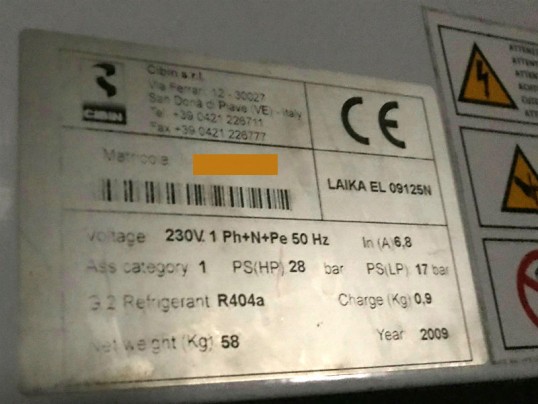 Cibin s.r.l.
Via Ferrari, 12 - 30027
San Donà di Piave (VE) - Italy
Tel +39 0421 226711
Fax +39 0421 226777
CIBIN
CE
Matricola
LAIKA EL 09125N
Voltage 230V. 1 Ph+N+Pe 50 Hz In (A) 6,8
Ass category 1 PS(HP) 28 bar PS(LP) 17 bar
G.2 Refrigerant R404a Charge (Kg) 0,9
Net weight (Kg) 58 Year 2009